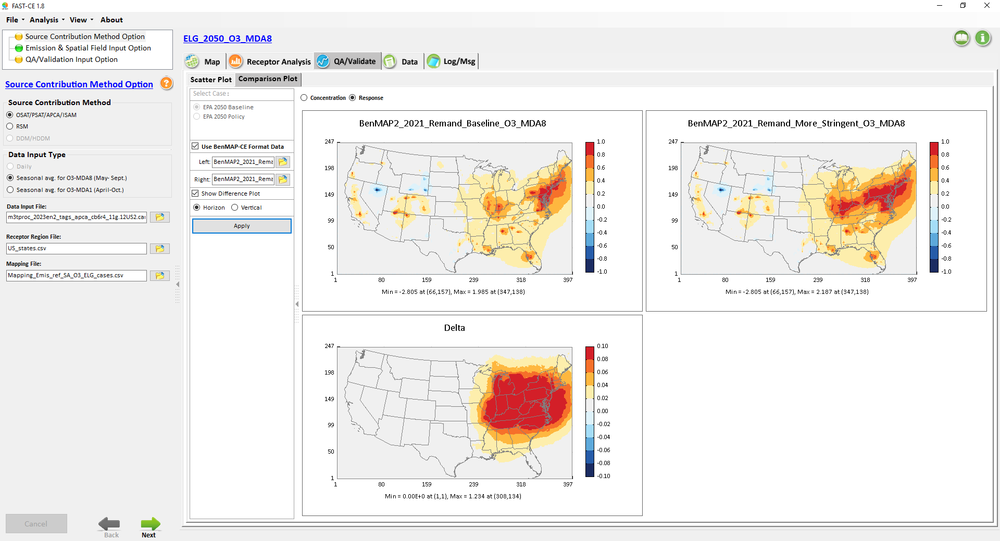 FAST-CE 1.8
File Analysis View About
Source Contribution Method Option
Emission & Spatial Field Input Option
QA/Validation Input Option
Source Contribution Method Option
Source Contribution Method
OSAT/PSAT/APCA/ISAM
RSM
DDM/HDDM
Data Input Type
Daily
Seasonal avg. for O3-MDA8 (May- Sept.)
Seasonal avg. for O3-MDA1 (April-Oct.)
Data Input File:
m3tproc_2023en2_tags_apca_cb6r4_11g.12US2.car
Receptor Region File:
US_states.csv
Mapping File:
Mapping_Emis_ref_SA_O3_ELG_cases.csv
Cancel
Back
Next
ELG_2050_O3_MDA8
Map Receptor Analysis QA/Validate Data Log/Msg
Scatter Plot Comparison Plot
Select Case:
EPA 2050 Baseline
EPA 2050 Policy
Use BenMAP-CE Format Data
Left: BenMAP2_2021_Rema
Right: BenMAP2_2021_Rema
Show Difference Plot
Horizon Vertical
Apply
Concentration Response
BenMAP2_2021_Remand_Baseline_O3_MDA8
247
198
149
99
50
1
1 80 159 239 318 397
1.0
0.8
0.6
0.4
0.2
0.0
-0.2
-0.4
-0.6
-0.8
-1.0
Min = -2.805 at (66,157), Max = 1.985 at (347,138)
BenMAP2_2021_Remand_More_Stringent_O3_MDA8
247
198
149
99
50
1
1 80 159 239 318 397
1.0
0.8
0.6
0.4
0.2
0.0
-0.2
-0.4
-0.6
-0.8
-1.0
Min = -2.805 at (66,157), Max = 2.187 at (347,138)
Delta
247
198
149
99
50
1
1 80 159 239 318 397
0.10
0.08
0.06
0.04
0.02
0.00
-0.02
-0.04
-0.06
-0.08
-0.10
Min = 0.00E+0 at (1,1), Max = 1.234 at (308,134)